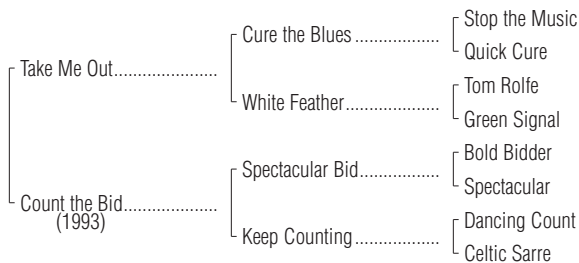 Stop the Music
Cure the Blues ..................
Quick Cure
Take Me Out......................
Tom Rolfe
White Feather....................
Green Signal
Bold Bidder
Spectacular Bid.................
Spectacular
Count the Bid....................
(1993)
Dancing Count
Keep Counting ..................
Celtic Sarre